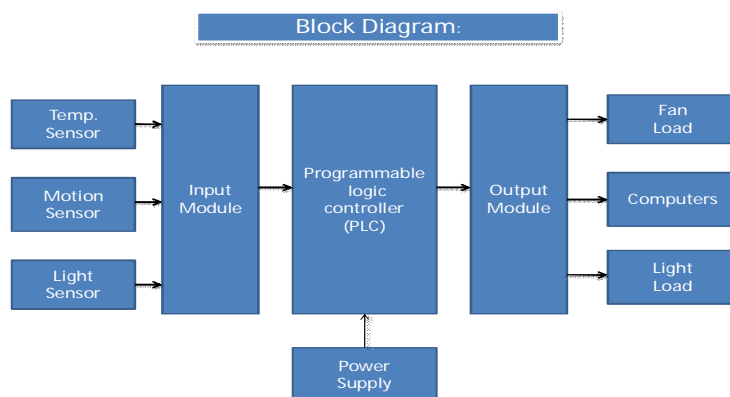 Block Diagram:
Temp.
Sensor
Motion
Sensor
Light
Sensor
Input
Module
Programmable
logic
controller
(PLC)
Output
Module
Fan
Load
Computers
Light
Load
Power
Supply